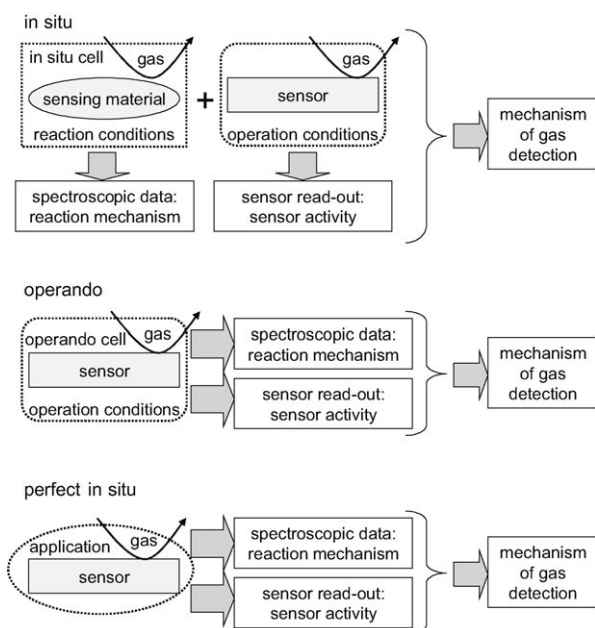 in situ
in situ cell
gas
sensing material
reaction conditions
+
gas
sensor
operation conditions
spectroscopic data:
reaction mechanism
sensor read-out:
sensor activity
mechanism
of gas
detection
operando
operando cell
gas
sensor
operation conditions
spectroscopic data:
reaction mechanism
sensor read-out:
sensor activity
mechanism
of gas
detection
perfect in situ
application
gas
sensor
spectroscopic data:
reaction mechanism
sensor read-out:
sensor activity
mechanism
of gas
detection